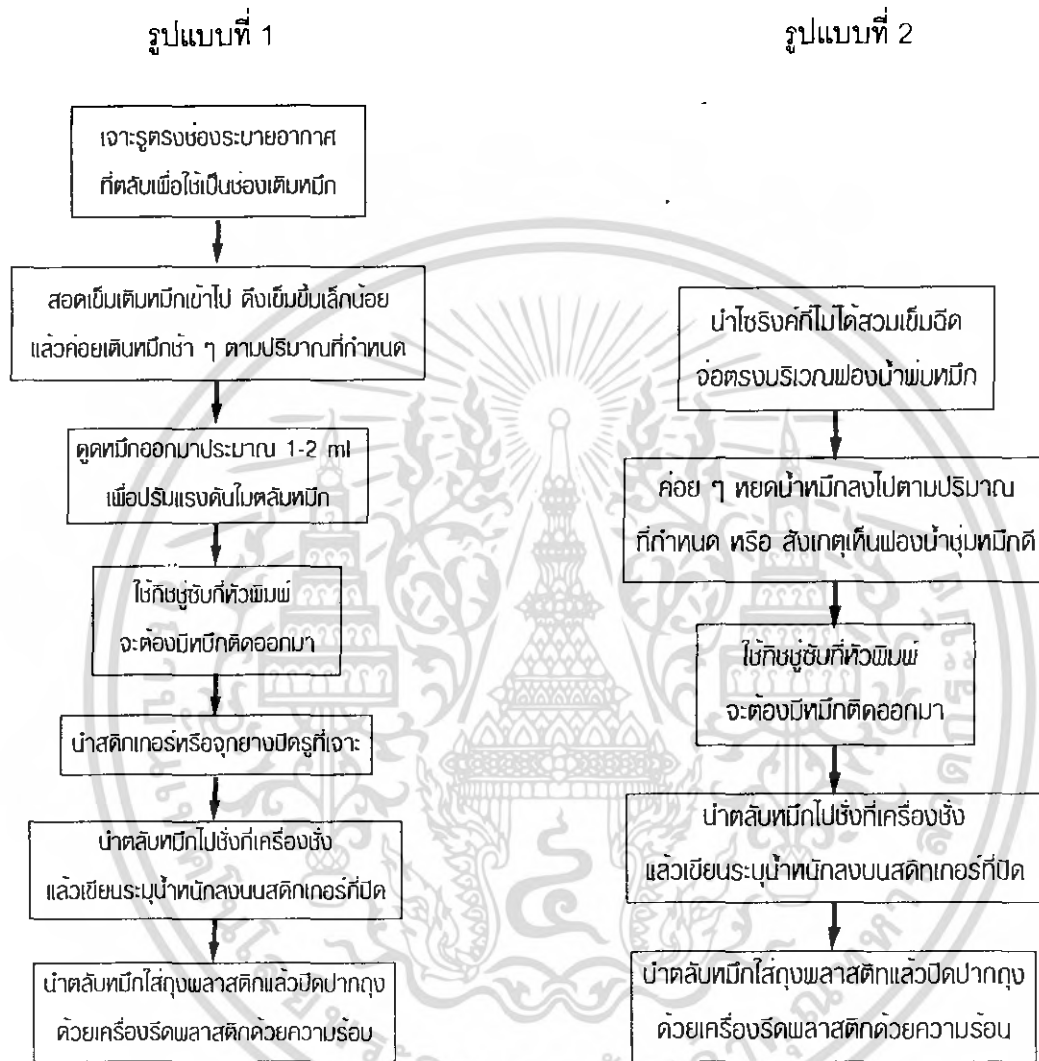 รูปแบบที่ 1
เจาะรูตรงช่องระบายอากาศ
ที่ตลับเพื่อใช้เป็นช่องเติมหมึก
สอดเข็มเติมหมึกเข้าไป ดึงเข็มขึ้นเล็กน้อย
แล้วค่อยเติมหมึกช้า ๆ ตามปริมาณที่กำหนด
ดูดหมึกออกมาประมาณ 1-2 ml
เพื่อปรับแรงดันในตลับหมึก
ใช้ทิชชู่ซับที่หัวพิมพ์
จะต้องมีหมึกติดออกมา
นำสติกเกอร์หรือจุกยางปิดรูที่เจาะ
นำตลับหมึกไปชั่งที่เครื่องชั่ง
แล้วเขียนระบุน้ำหนักลงบนสติกเกอร์ที่ปิด
นำตลับหมึกใส่ถุงพลาสติกแล้วปิดปากถุง
ด้วยเครื่องรีดพลาสติกด้วยความร้อน
รูปแบบที่ 2
นำไซริงค์ที่ไม่ได้สวมเข็มฉีด
จ่อตรงบริเวณฟองน้ำพ่นหมึก
ค่อย ๆ หยดน้ำหมึกลงไปตามปริมาณ
ที่กำหนด หรือ สังเกตุเห็นฟองน้ำชุ่มหมึกดี
ใช้ทิชชู่ซับที่หัวพิมพ์
จะต้องมีหมึกติดออกมา
นำตลับหมึกไปชั่งที่เครื่องชั่ง
แล้วเขียนระบุน้ำหนักลงบนสติกเกอร์ที่ปิด
นำตลับหมึกใส่ถุงพลาสติกแล้วปิดปากถุง
ด้วยเครื่องรีดพลาสติกด้วยความร้อน